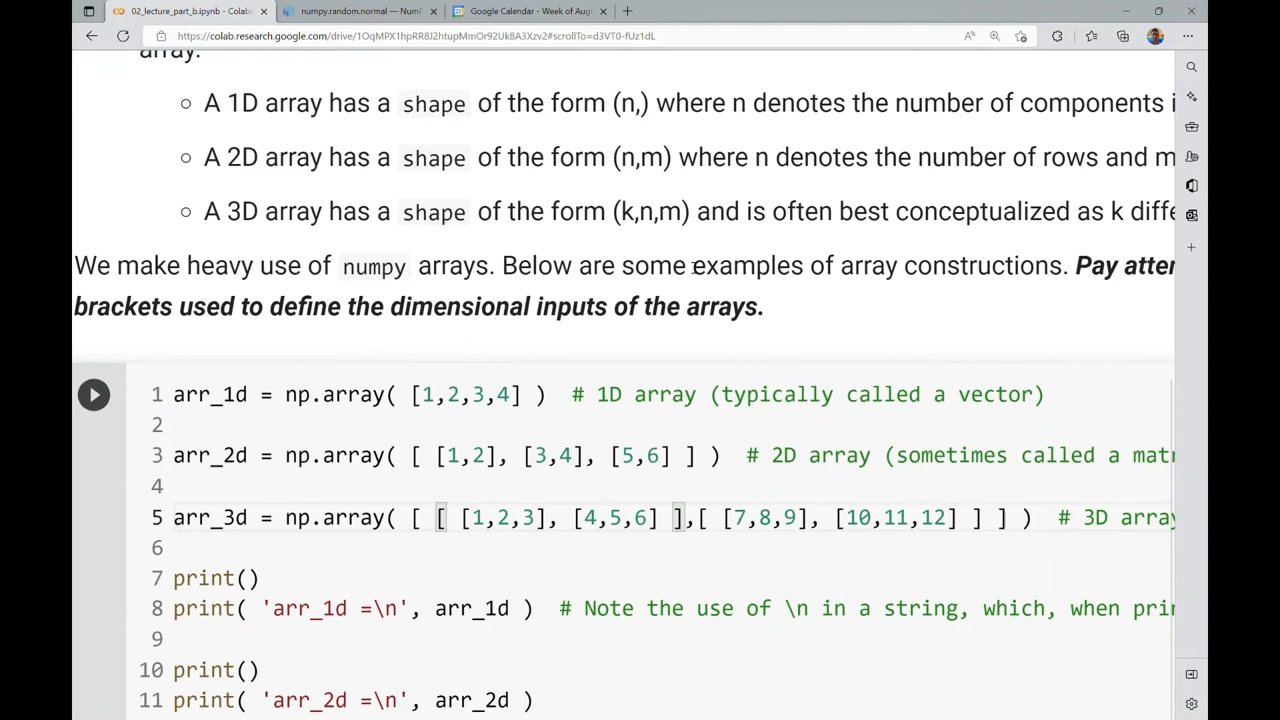 02_lecture_part_b.ipynb - Colab
numpy.random.normal — NumP
Google Calendar - Week of Aug
https://colab.research.google.com/drive/1OqMPX1hpRR8J2htupMmOr92Uk8A3Xzv2#scrollTo=d3VT0-fUz1dL
array.
A 1D array has a shape of the form (n,) where n denotes the number of components i
A 2D array has a shape of the form (n,m) where n denotes the number of rows and m
A 3D array has a shape of the form (k,n,m) and is often best conceptualized as k diffe
We make heavy use of numpy arrays. Below are some examples of array constructions. Pay atten
brackets used to define the dimensional inputs of the arrays.
1 arr_1d = np.array( [1,2,3,4] ) # 1D array (typically called a vector)
2
3 arr_2d = np.array( [ [1,2], [3,4], [5,6] ] ) # 2D array (sometimes called a matr
4
5 arr_3d = np.array( [ [ [1,2,3], [4,5,6] ],[ [7,8,9], [10,11,12] ] ] ) # 3D array
6
7 print()
8 print( 'arr_1d =\n', arr_1d ) # Note the use of \n in a string, which, when prin
9
10 print()
11 print( 'arr_2d =\n', arr_2d )